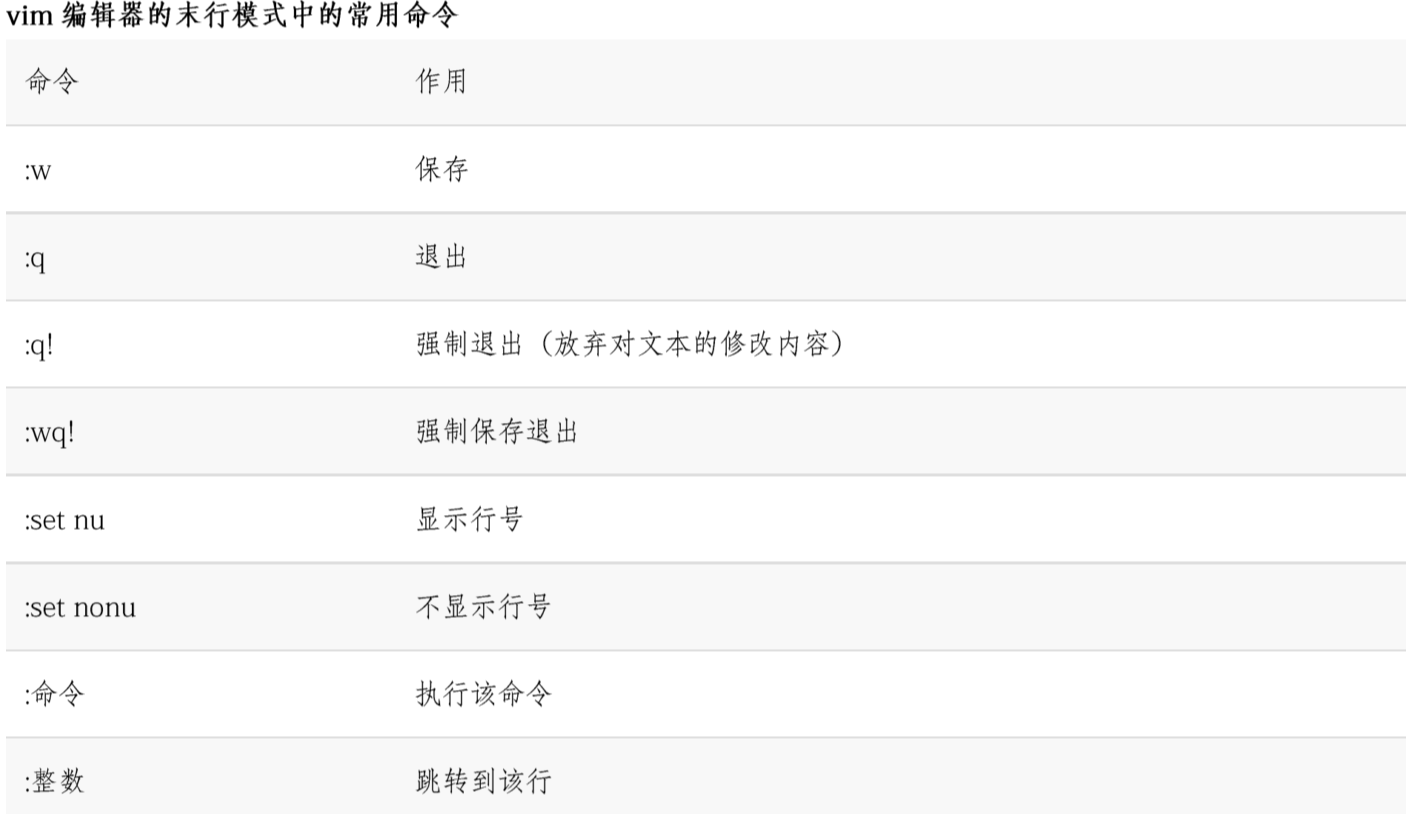 vim 编辑器的末行模式中的常用命令
命令 作用
:w 保存
:q 退出
:q! 强制退出（放弃对文本的修改内容）
:wq! 强制保存退出
:set nu 显示行号
:set nonu 不显示行号
:命令 执行该命令
:整数 跳转到该行